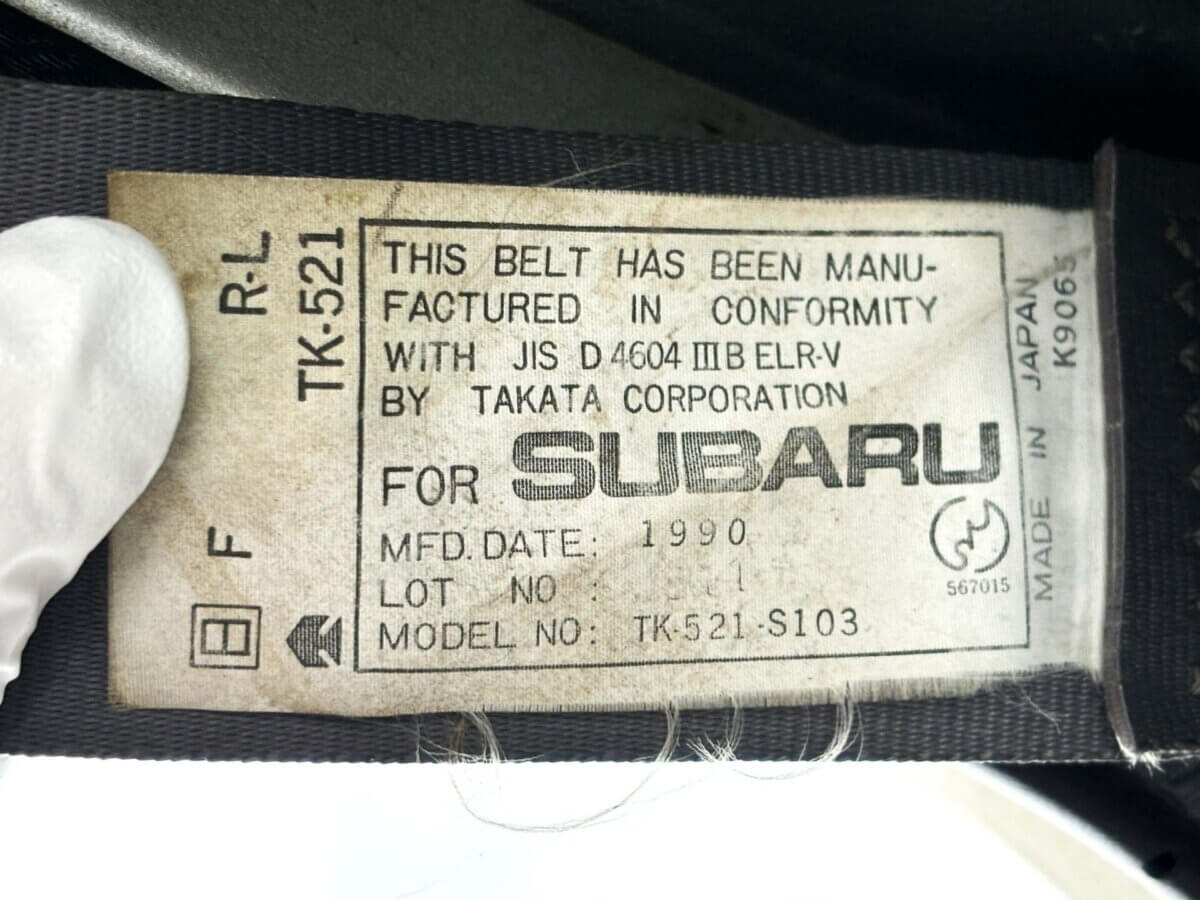 R-L
TK-521
F
THIS BELT HAS BEEN MANU-
FACTURED IN CONFORMITY
WITH JIS D 4604 ⅢB ELR-V
BY TAKATA CORPORATION
FOR SUBARU
MFD. DATE: 1990
LOT NO :
MODEL NO: TK-521-S103
567015
MADE IN JAPAN
K9065